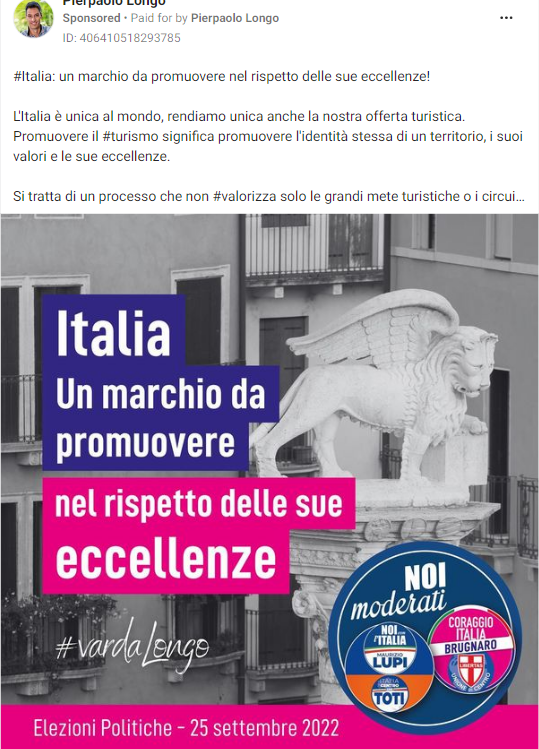 Pierpaolo Longo
Sponsored • Paid for by Pierpaolo Longo
ID: 406410518293785
#Italia: un marchio da promuovere nel rispetto delle sue eccellenze!
L'Italia è unica al mondo, rendiamo unica anche la nostra offerta turistica.
Promuovere il #turismo significa promuovere l'identità stessa di un territorio, i suoi
valori e le sue eccellenze.
Si tratta di un processo che non #valorizza solo le grandi mete turistiche o i circui...
Italia
Un marchio da
promuovere
nel rispetto delle sue
eccellenze
#vardaLongo
NOI
moderati
NOI
l'ITALIA
MAURIZIO
LUPI
ITALIA
CENTRO
TOTI
CORAGGIO
ITALIA
BRUGNARO
LIBERTAS
UNIONE DI CENTRO
Elezioni Politiche - 25 settembre 2022